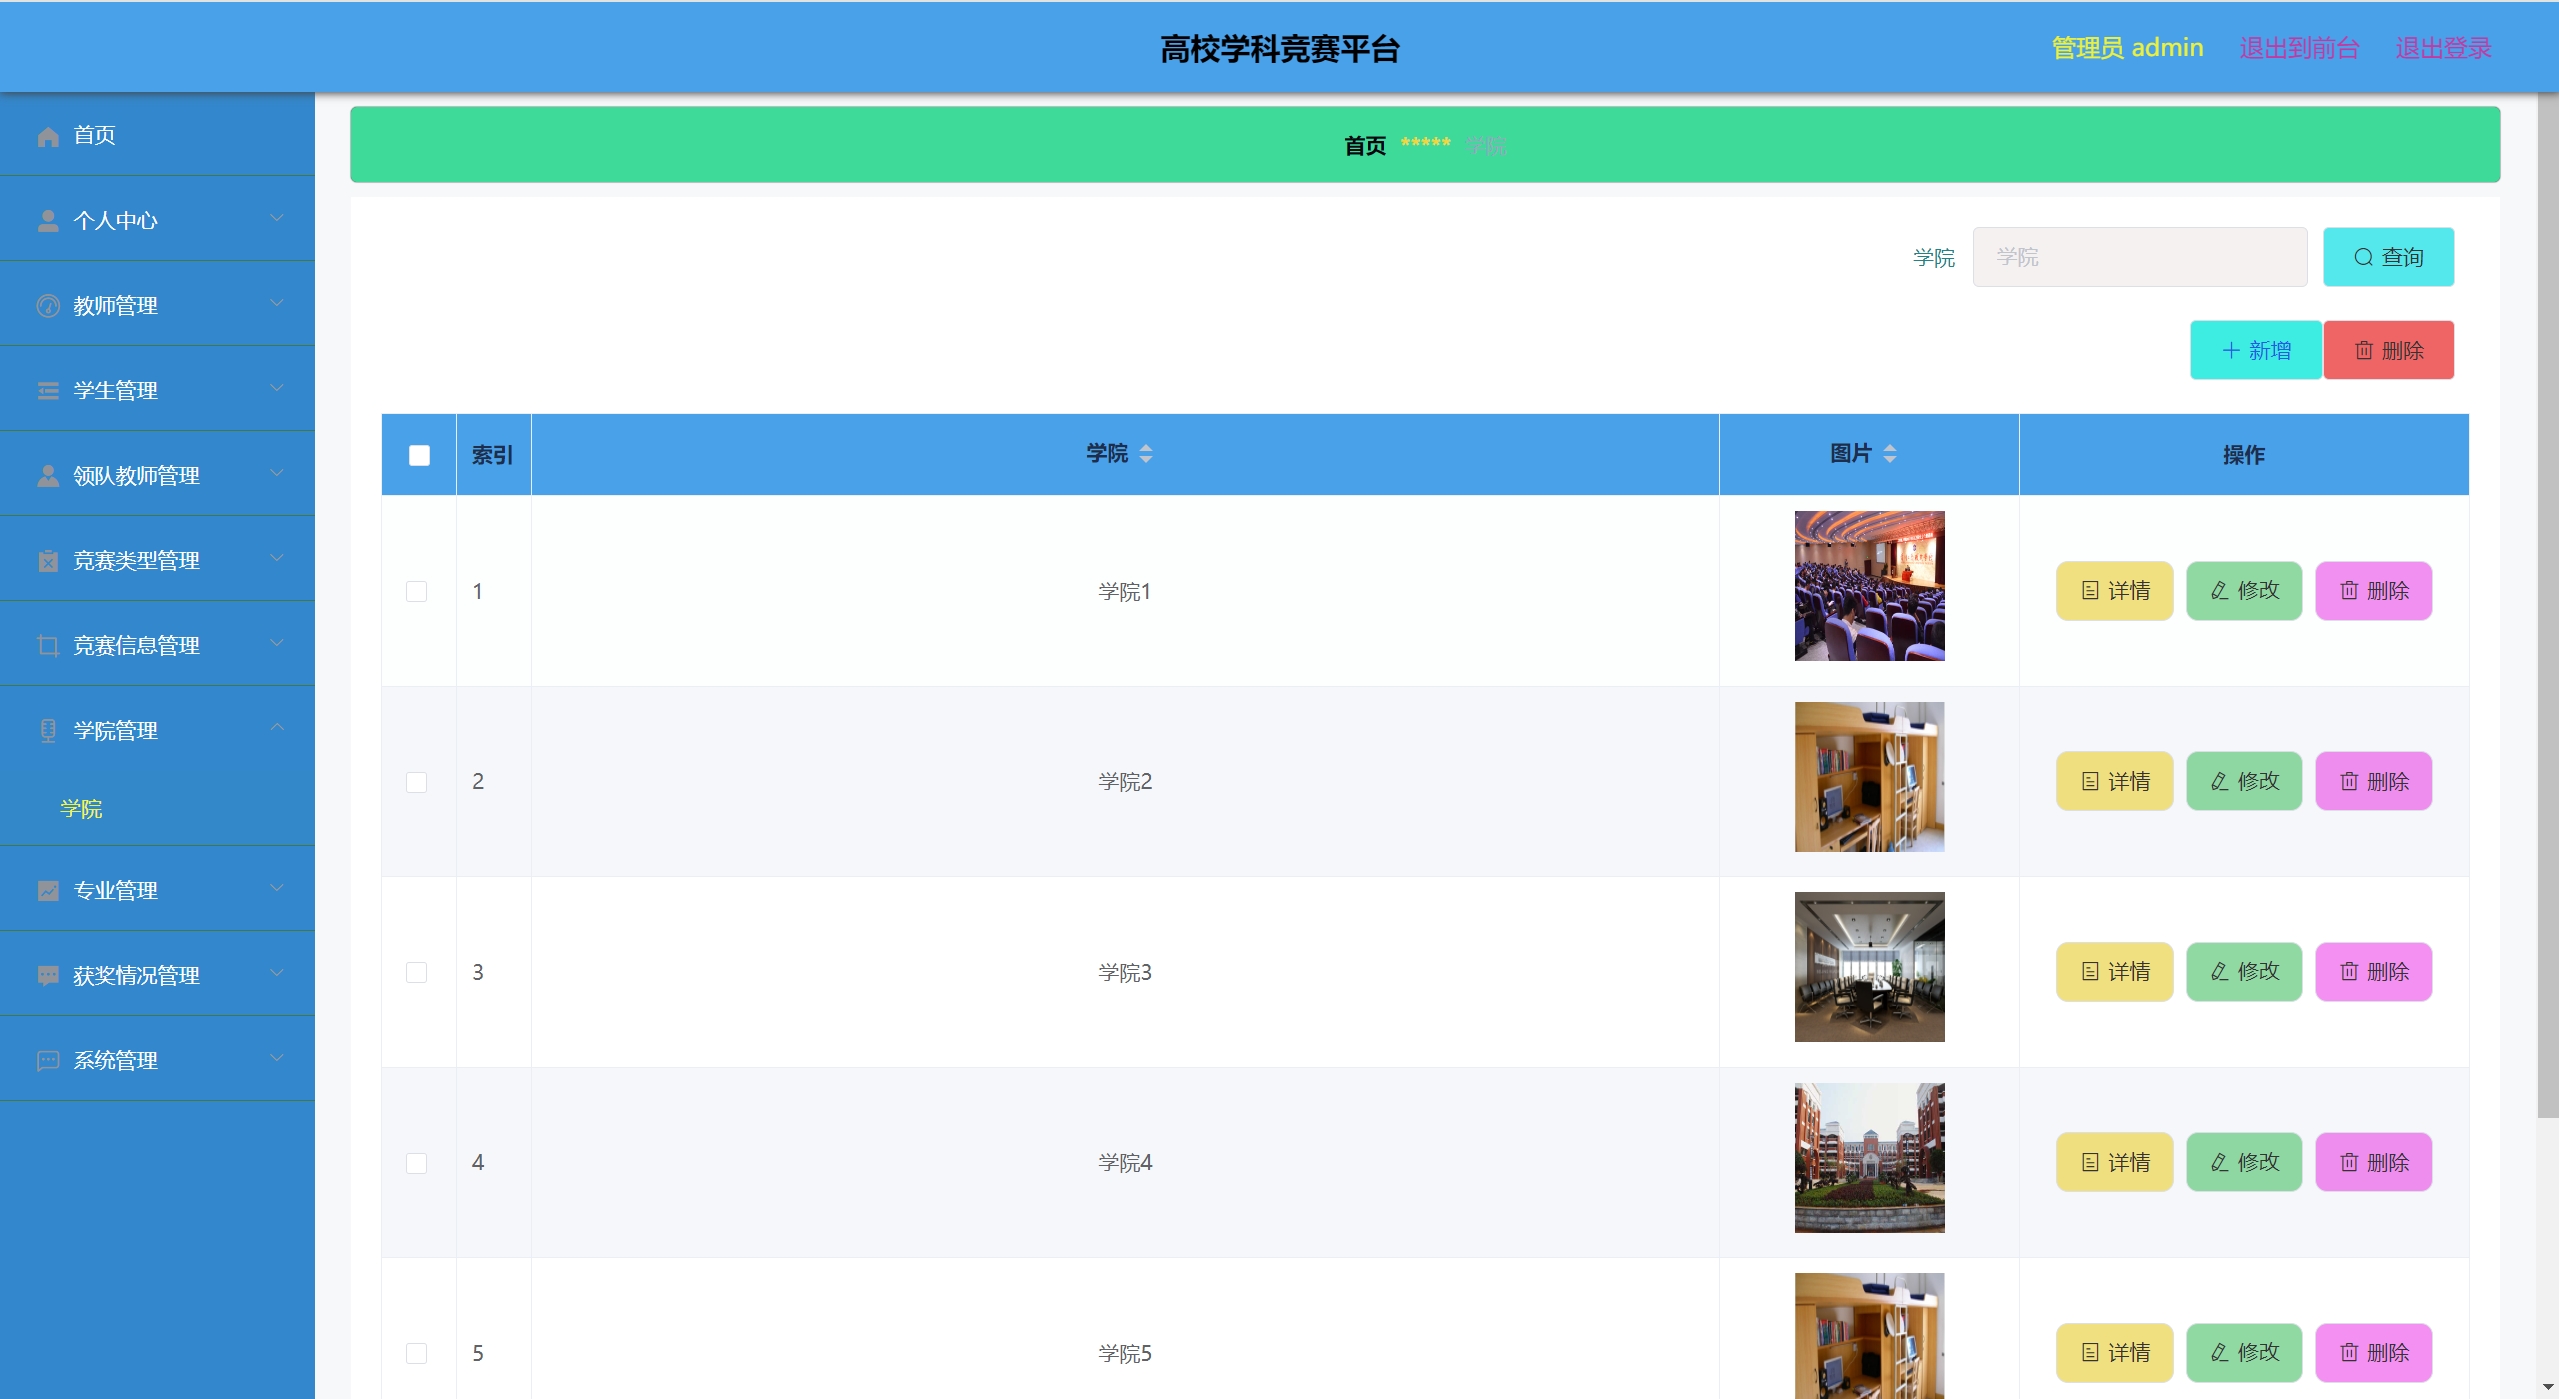 高校学科竞赛平台
管理员 admin 退出到前台 退出登录
首页
个人中心
教师管理
学生管理
领队教师管理
竞赛类型管理
竞赛信息管理
学院管理
学院
专业管理
获奖情况管理
系统管理
首页 ***** 学院
学院 学院 查询
新增 删除
索引 学院 图片 操作
1 学院1 详情 修改 删除
2 学院2 详情 修改 删除
3 学院3 详情 修改 删除
4 学院4 详情 修改 删除
5 学院5 详情 修改 删除